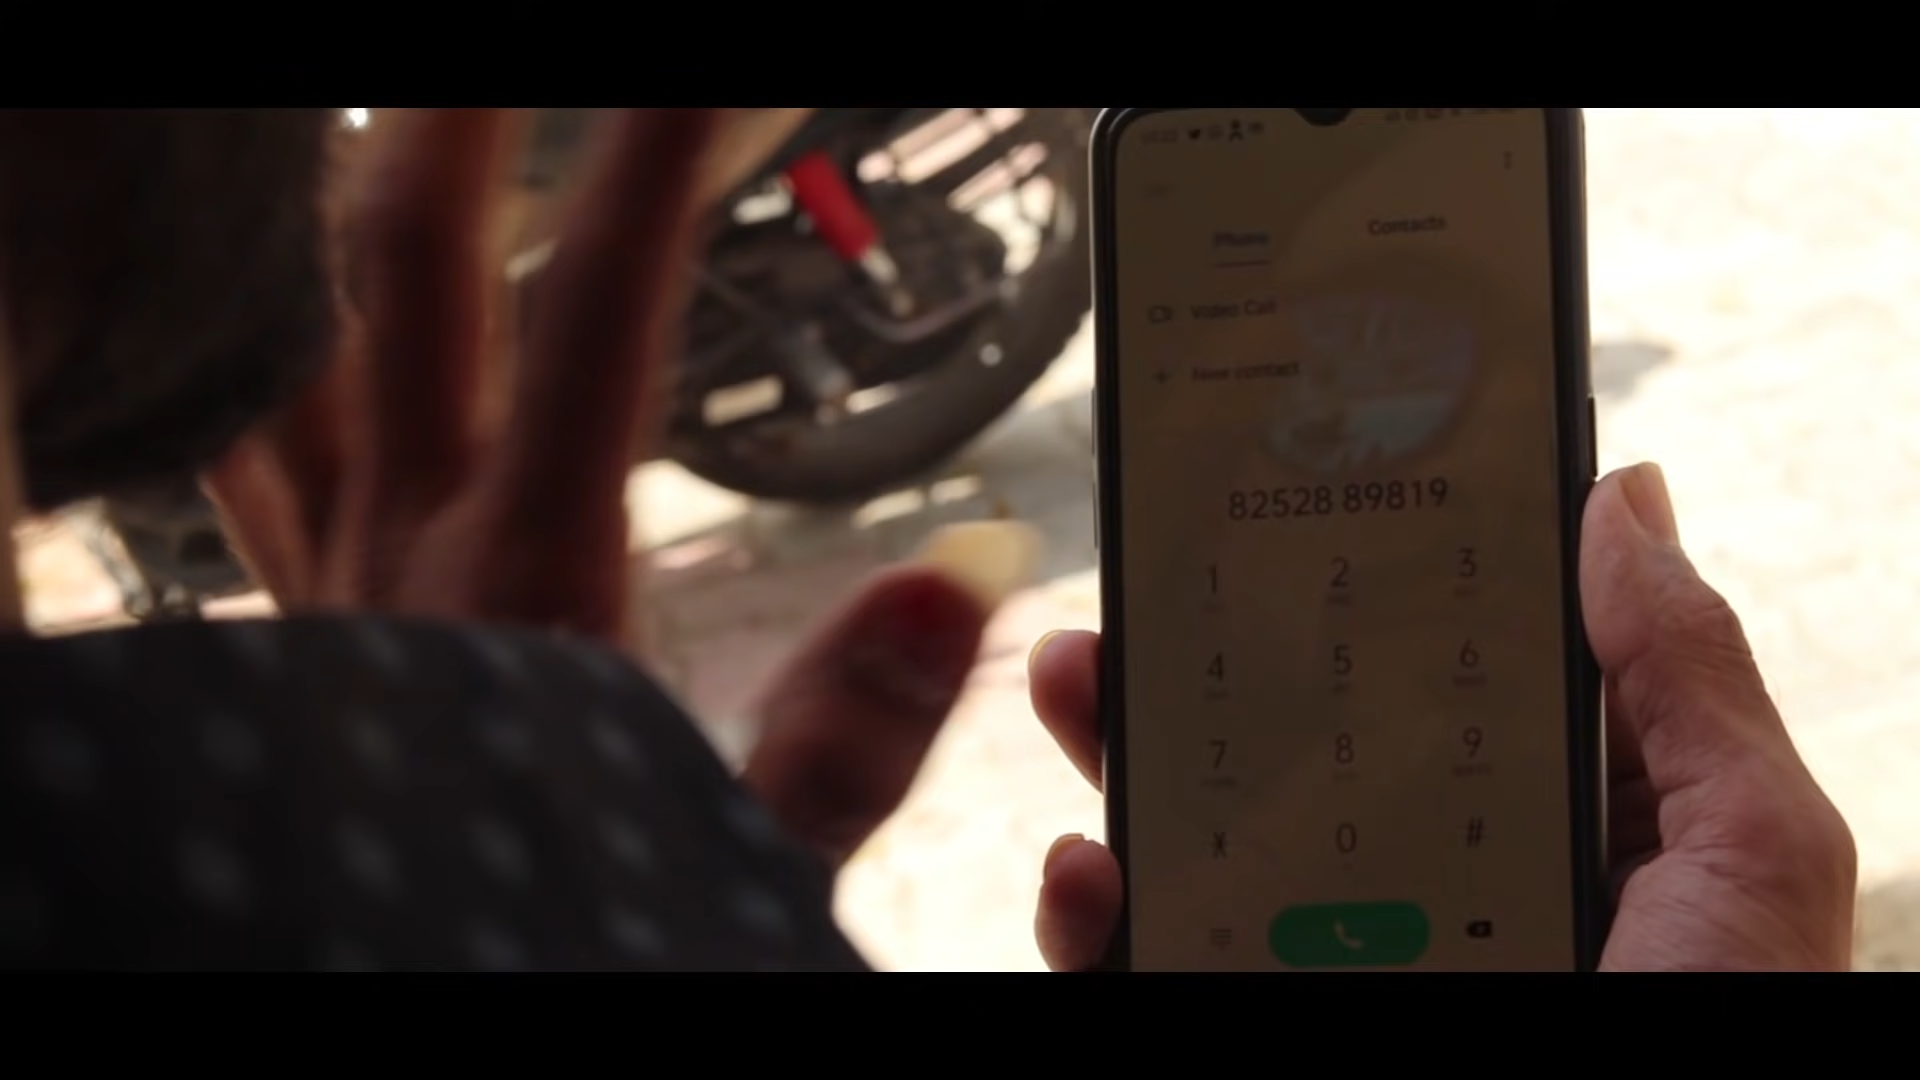 Phone Contacts
Video Call
New contact
82528 89819
1 2 3
4 5 6
7 8 9
* 0 #